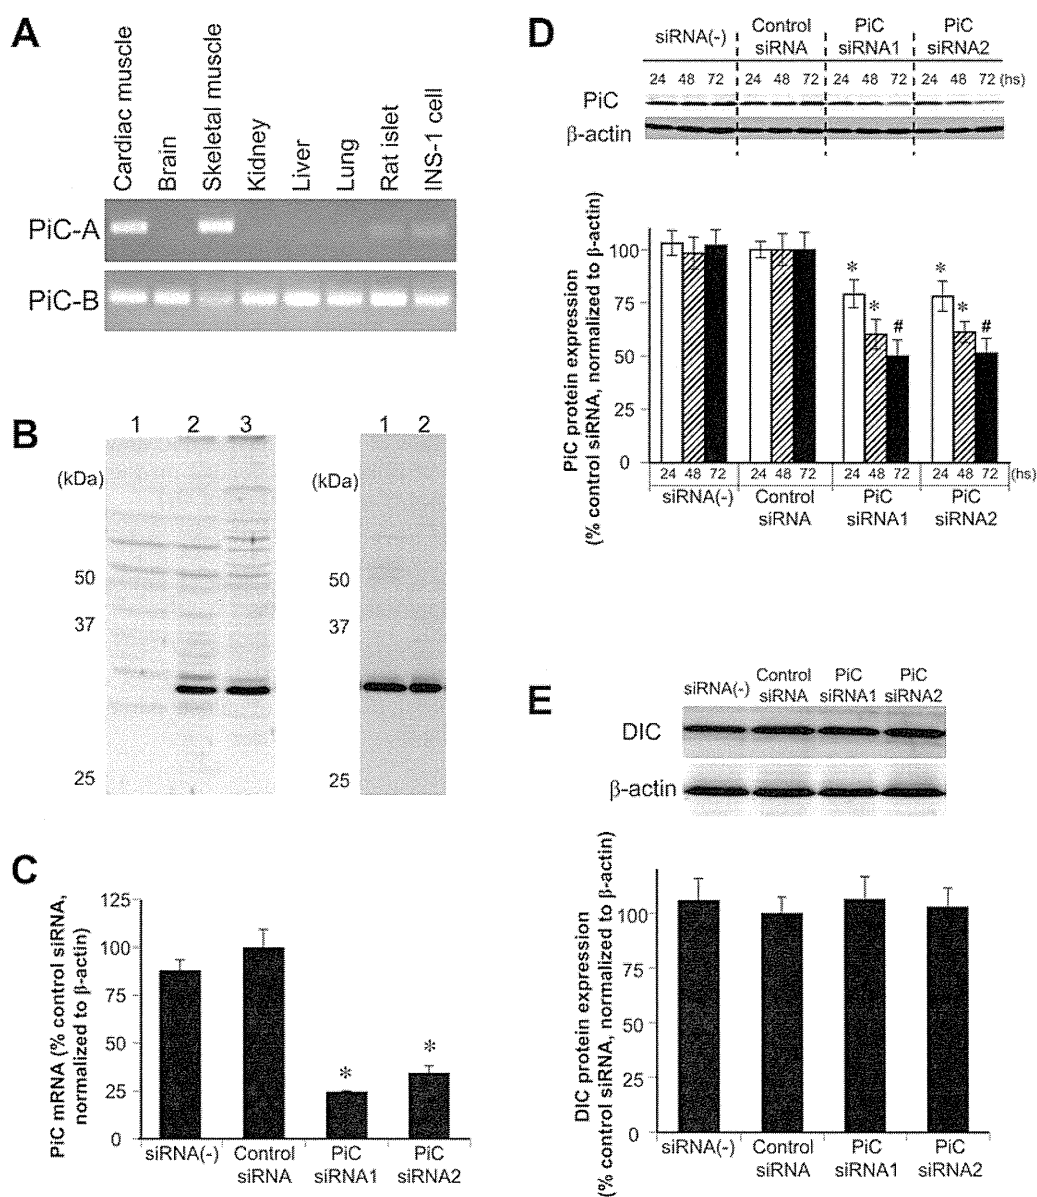 A
Cardiac muscle
Brain
Skeletal muscle
Kidney
Liver
Lung
Rat islet
INS-1 cell
PiC-A
PiC-B
B
1 2 3
(kDa)
50
37
25
1 2
(kDa)
50
37
25
C
PiC mRNA (% control siRNA,
normalized to β-actin)
125
100
75
50
25
0
* *
siRNA(-) Control siRNA PiC siRNA1 PiC siRNA2
D
siRNA(-) Control siRNA PiC siRNA1 PiC siRNA2
24 48 72 24 48 72 24 48 72 24 48 72 (hs)
PiC
β-actin
PiC protein expression
(% control siRNA, normalized to β-actin)
100
75
50
25
0
* * # * * #
24 48 72 24 48 72 24 48 72 24 48 72 (hs)
siRNA(-) Control siRNA PiC siRNA1 PiC siRNA2
E
siRNA(-) Control siRNA PiC siRNA1 PiC siRNA2
DIC
β-actin
DIC protein expression
(% control siRNA, normalized to β-actin)
100
75
50
25
0
siRNA(-) Control siRNA PiC siRNA1 PiC siRNA2